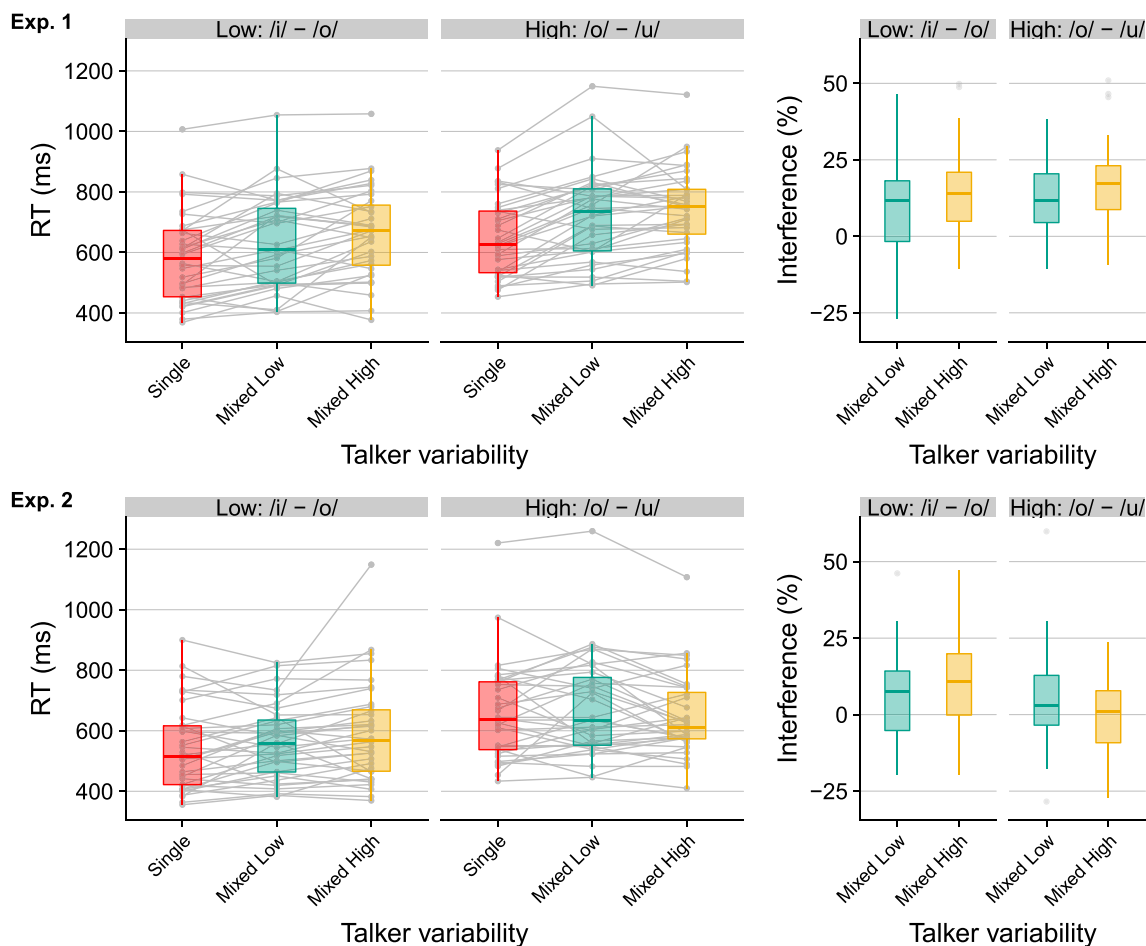 Exp. 1
Low: /i/ − /o/
High: /o/ − /u/
Low: /i/ − /o/
High: /o/ − /u/
RT (ms)
1200
1000
800
600
400
Interference (%)
50
25
0
−25
Single
Mixed Low
Mixed High
Single
Mixed Low
Mixed High
Mixed Low
Mixed High
Mixed Low
Mixed High
Talker variability
Talker variability
Exp. 2
Low: /i/ − /o/
High: /o/ − /u/
Low: /i/ − /o/
High: /o/ − /u/
RT (ms)
1200
1000
800
600
400
Interference (%)
50
25
0
−25
Single
Mixed Low
Mixed High
Single
Mixed Low
Mixed High
Mixed Low
Mixed High
Mixed Low
Mixed High
Talker variability
Talker variability